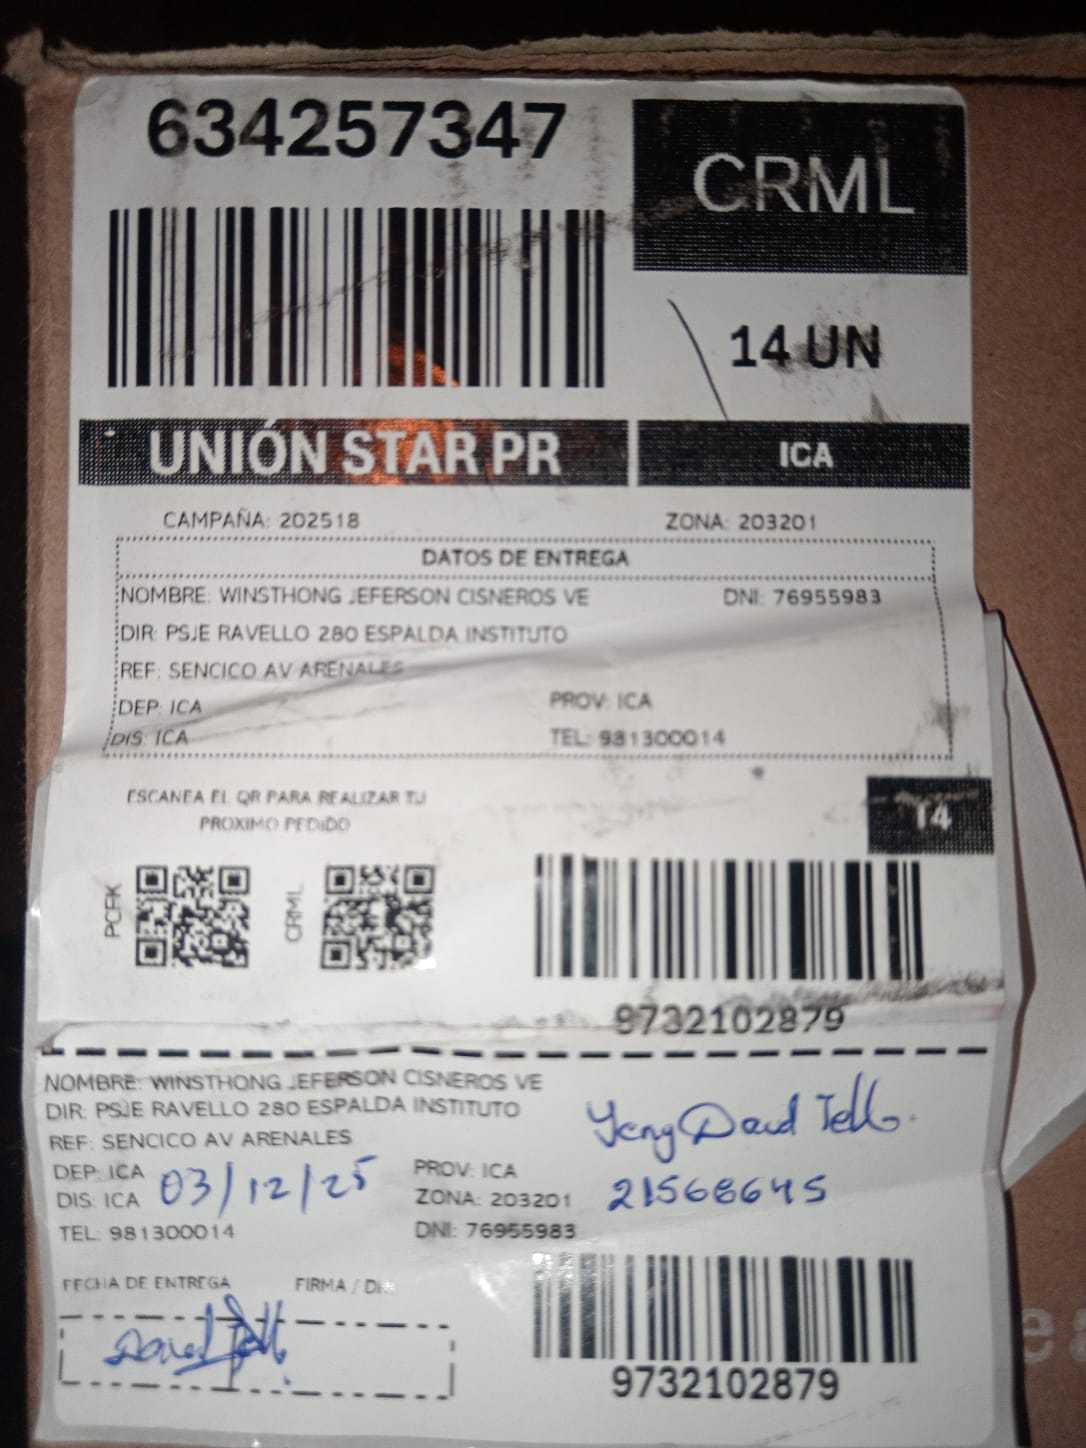 634257347
CRML
14 UN
UNIÓN STAR PR
ICA
CAMPAÑA: 202518
ZONA: 203201
DATOS DE ENTREGA
NOMBRE: WINSTHONG JEFERSON CISNEROS VE
DNI: 76955983
DIR: PSJE RAVELLO 280 ESPALDA INSTITUTO
REF: SENCICO AV ARENALES
DEP: ICA
PROV: ICA
DIS: ICA
TEL: 981300014
ESCANEA EL QR PARA REALIZAR TU
PROXIMO PEDIDO
14
CRML
9732102879
NOMBRE: WINSTHONG JEFERSON CISNEROS VE
DIR: PSJE RAVELLO 280 ESPALDA INSTITUTO
REF: SENCICO AV ARENALES
DEP: ICA
PROV: ICA
DIS: ICA
03/12/25
ZONA: 203201
21568645
TEL: 981300014
DNI: 76955983
FECHA DE ENTREGA
FIRMA /
9732102879